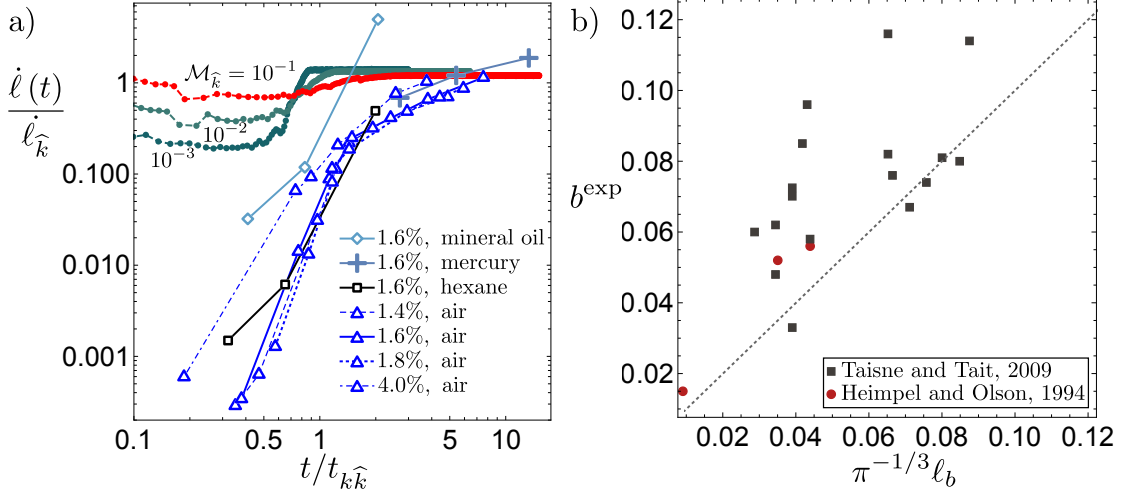 a)
ℓ̇(t)
ℓ̇_k̂
1
0.100
0.010
0.001
ℳ_k̂ = 10⁻¹
10⁻²
10⁻³
1.6%, mineral oil
1.6%, mercury
1.6%, hexane
1.4%, air
1.6%, air
1.8%, air
4.0%, air
0.1 0.5 1 5 10
t/t_kk̂
b)
0.12
0.10
0.08
0.06
0.04
0.02
b^exp
Taisne and Tait, 2009
Heimpel and Olson, 1994
0.02 0.04 0.06 0.08 0.10 0.12
π^−1/3 ℓ_b